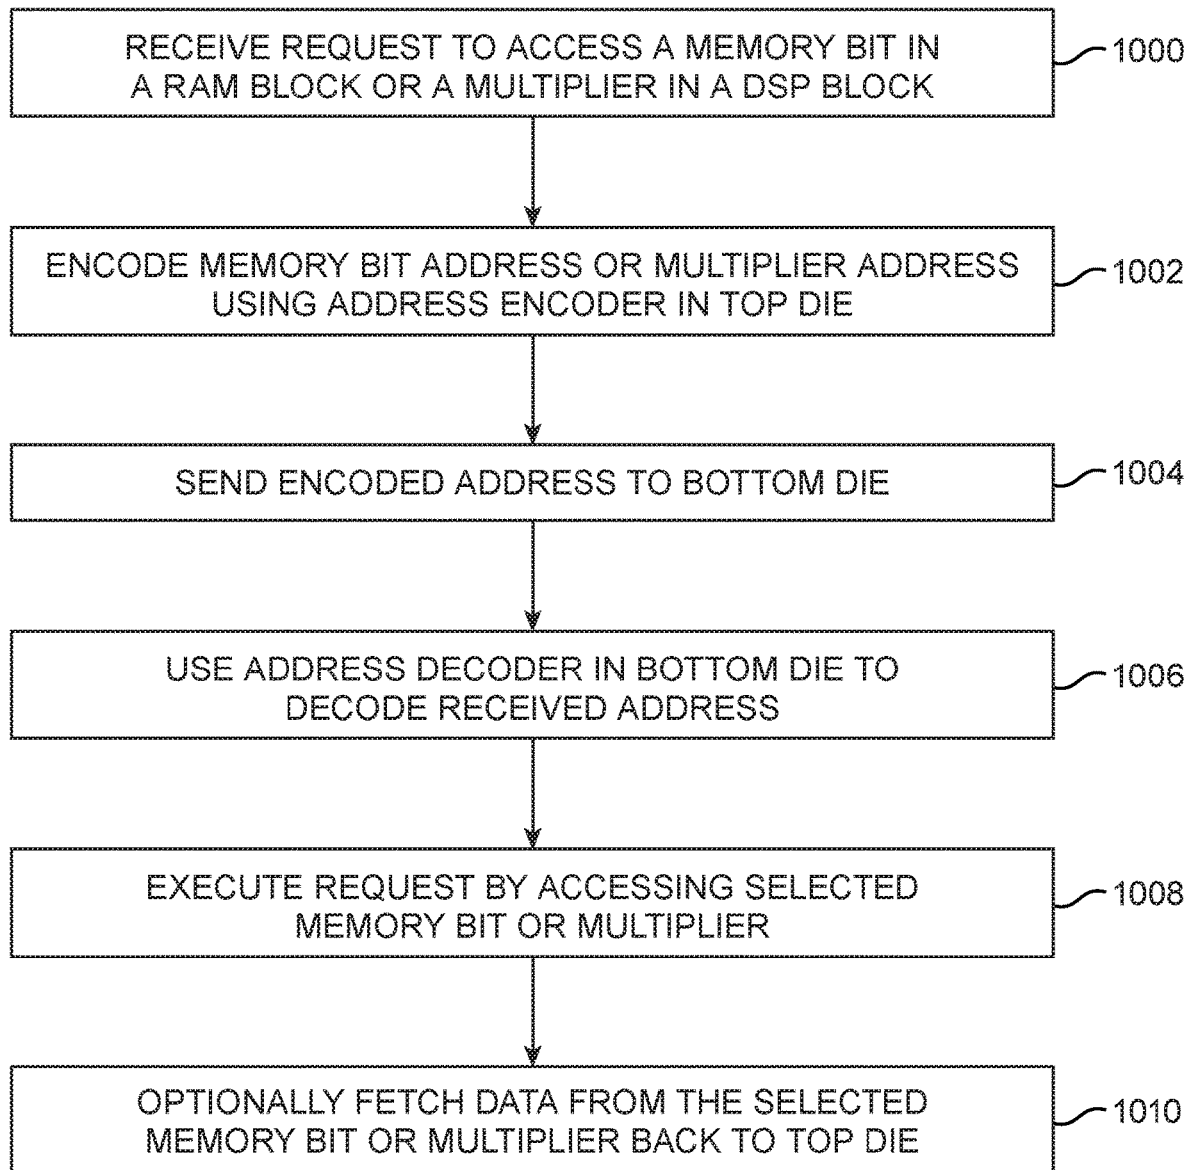 RECEIVE REQUEST TO ACCESS A MEMORY BIT IN
A RAM BLOCK OR A MULTIPLIER IN A DSP BLOCK
1000
ENCODE MEMORY BIT ADDRESS OR MULTIPLIER ADDRESS
USING ADDRESS ENCODER IN TOP DIE
1002
SEND ENCODED ADDRESS TO BOTTOM DIE
1004
USE ADDRESS DECODER IN BOTTOM DIE TO
DECODE RECEIVED ADDRESS
1006
EXECUTE REQUEST BY ACCESSING SELECTED
MEMORY BIT OR MULTIPLIER
1008
OPTIONALLY FETCH DATA FROM THE SELECTED
MEMORY BIT OR MULTIPLIER BACK TO TOP DIE
1010